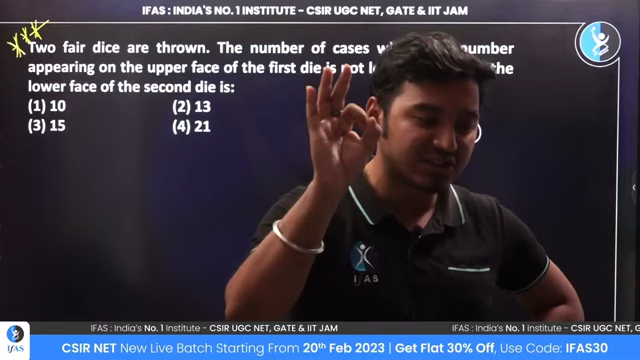 IFAS: INDIA'S NO. 1 INSTITUTE - CSIR UGC NET, GATE & IIT JAM
Two fair dice are thrown. The number of cases number
appearing on the upper face of the first die is not the
lower face of the second die is:
(1) 10 (2) 13
(3) 15 (4) 21
IFAS
IFAS : India's No. 1 Institute - CSIR UGC NET, GATE & IIT JAM IFAS : India's No. 1 Institute - CSIR UGC NET,
IFAS CSIR NET New Live Batch Starting From 20th Feb 2023 | Get Flat 30% Off, Use Code: IFAS30